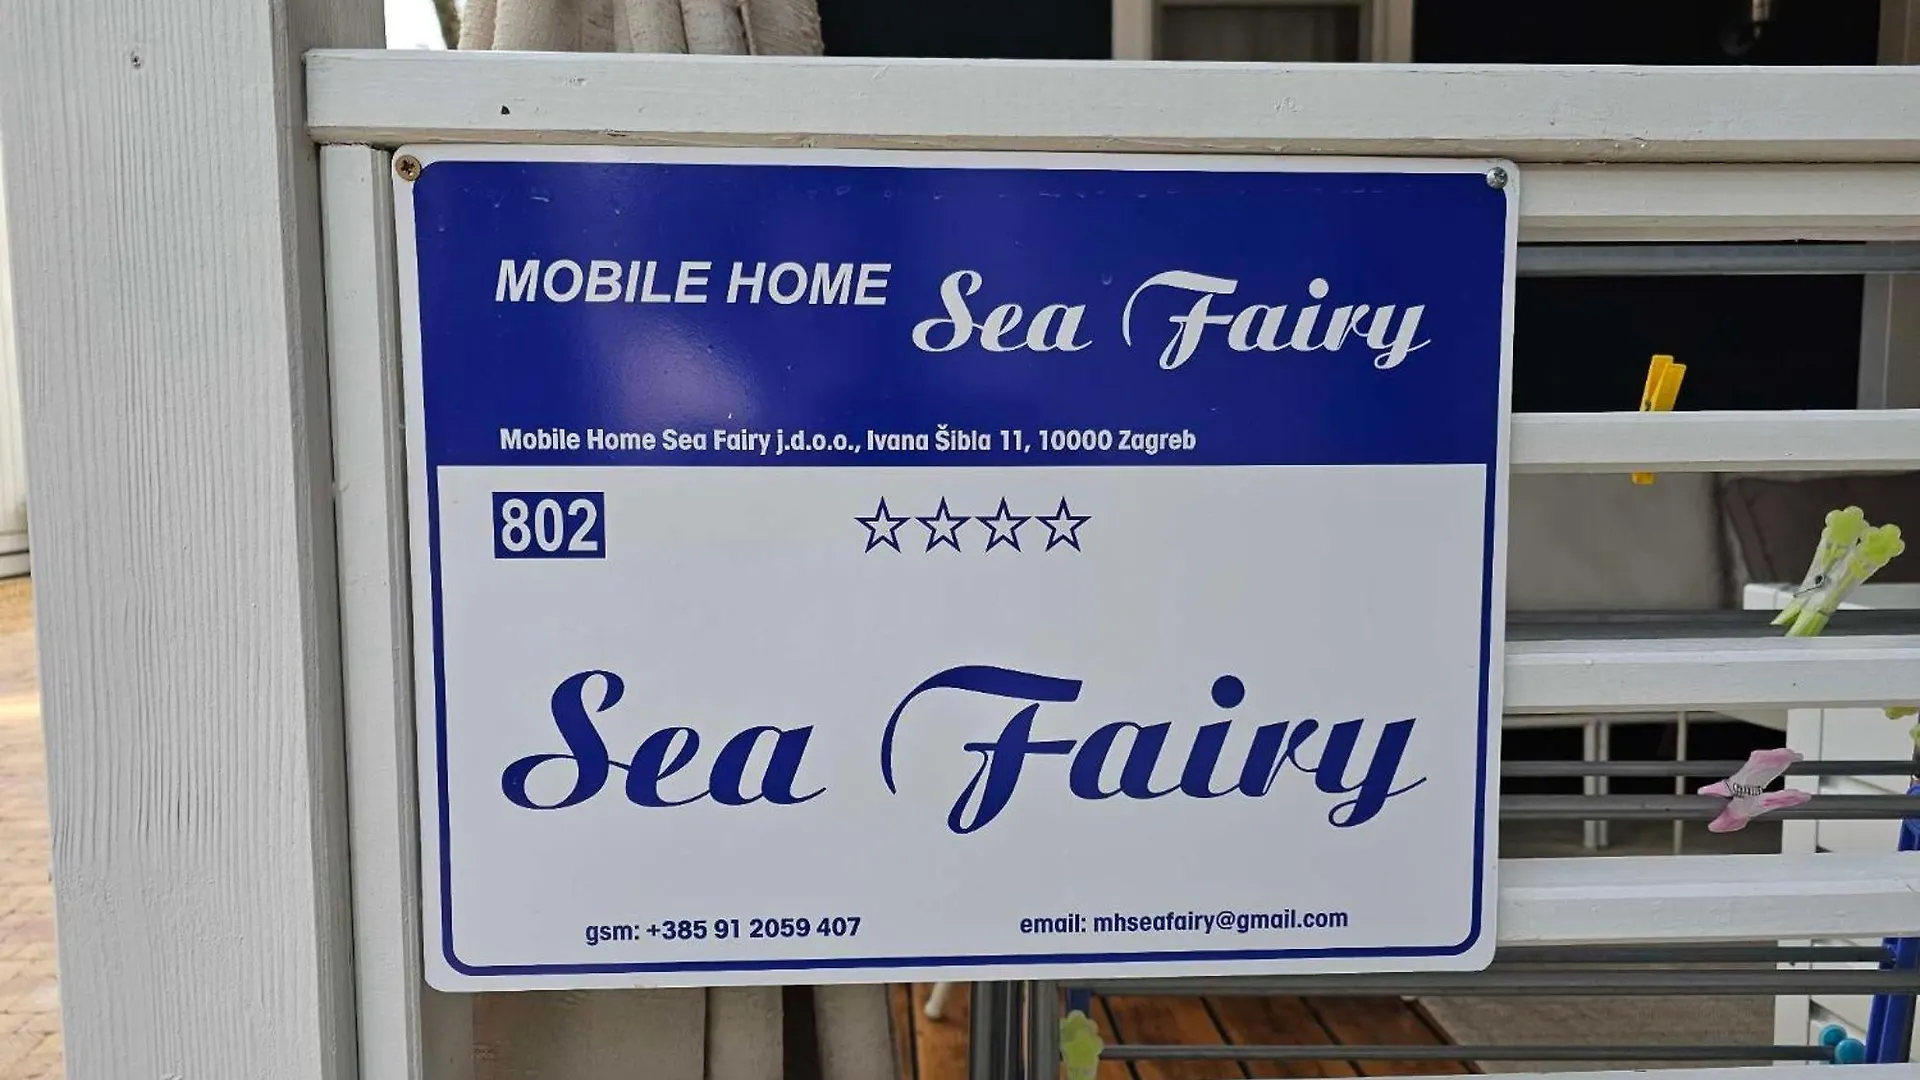 MOBILE HOME Sea Fairy
Mobile Home Sea Fairy j.d.o.o., Ivana Šibla 11, 10000 Zagreb
802
Sea Fairy
gsm: +385 91 2059 407 email: mhseafairy@gmail.com